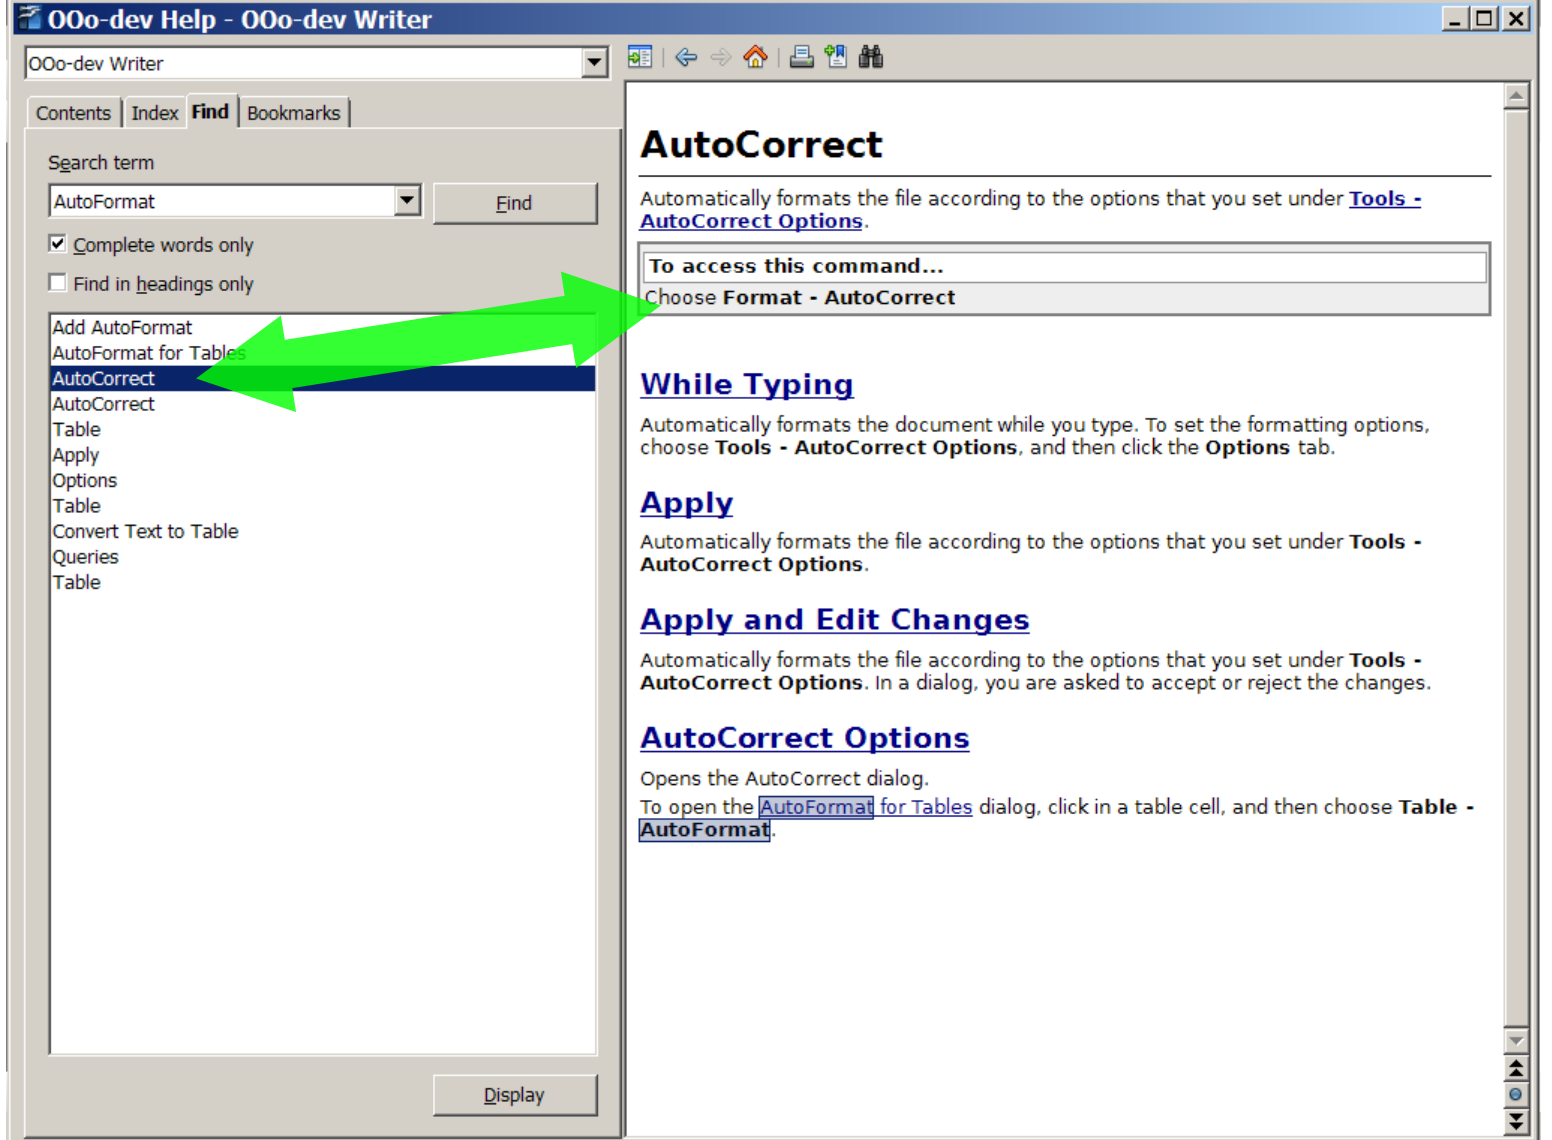 OOo-dev Help - OOo-dev Writer
OOo-dev Writer
Contents Index Find Bookmarks
Search term
AutoFormat Find
Complete words only
Find in headings only
Add AutoFormat
AutoFormat for Tables
AutoCorrect
AutoCorrect
Table
Apply
Options
Table
Convert Text to Table
Queries
Table
Display
AutoCorrect
Automatically formats the file according to the options that you set under Tools -
AutoCorrect Options.
To access this command...
Choose Format - AutoCorrect
While Typing
Automatically formats the document while you type. To set the formatting options,
choose Tools - AutoCorrect Options, and then click the Options tab.
Apply
Automatically formats the file according to the options that you set under Tools -
AutoCorrect Options.
Apply and Edit Changes
Automatically formats the file according to the options that you set under Tools -
AutoCorrect Options. In a dialog, you are asked to accept or reject the changes.
AutoCorrect Options
Opens the AutoCorrect dialog.
To open the AutoFormat for Tables dialog, click in a table cell, and then choose Table -
AutoFormat.